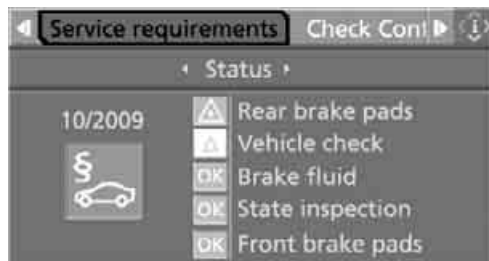 Service requirements Check Cont
Status
10/2009
Rear brake pads
Vehicle check
§
OK Brake fluid
OK State inspection
OK Front brake pads